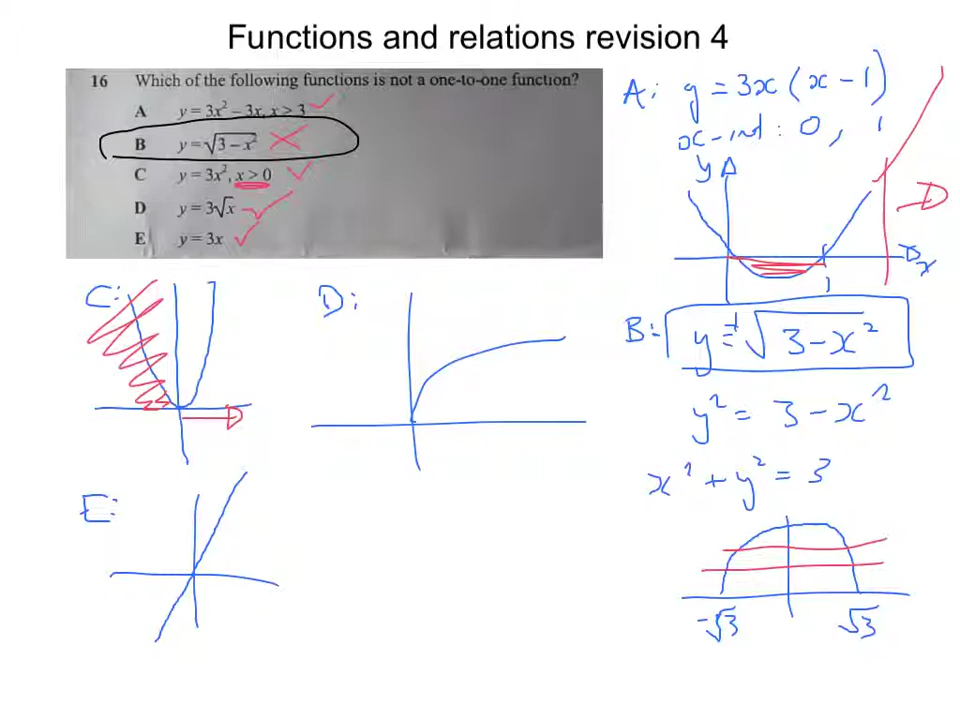 Functions and relations revision 4
16 Which of the following functions is not a one-to-one function?
A y = 3x² – 3x, x > 3
B y = √(3 – x²)
C y = 3x², x > 0
D y = 3√x
E y = 3x
A: y = 3x(x – 1)
x-int: 0, 1
y
x
1
B: y = +√(3 – x²)
y² = 3 – x²
x² + y² = 3
-√3 √3
C:
D:
E: